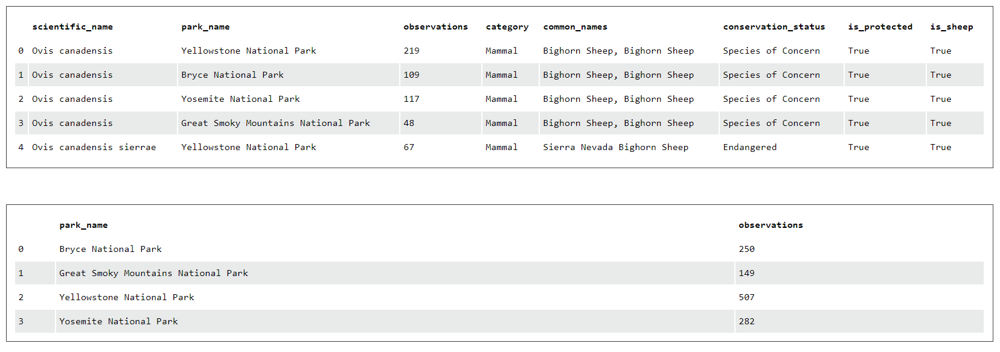 scientific_name park_name observations category common_names conservation_status is_protected is_sheep
0 Ovis canadensis Yellowstone National Park 219 Mammal Bighorn Sheep, Bighorn Sheep Species of Concern True True
1 Ovis canadensis Bryce National Park 109 Mammal Bighorn Sheep, Bighorn Sheep Species of Concern True True
2 Ovis canadensis Yosemite National Park 117 Mammal Bighorn Sheep, Bighorn Sheep Species of Concern True True
3 Ovis canadensis Great Smoky Mountains National Park 48 Mammal Bighorn Sheep, Bighorn Sheep Species of Concern True True
4 Ovis canadensis sierrae Yellowstone National Park 67 Mammal Sierra Nevada Bighorn Sheep Endangered True True
park_name observations
0 Bryce National Park 250
1 Great Smoky Mountains National Park 149
2 Yellowstone National Park 507
3 Yosemite National Park 282